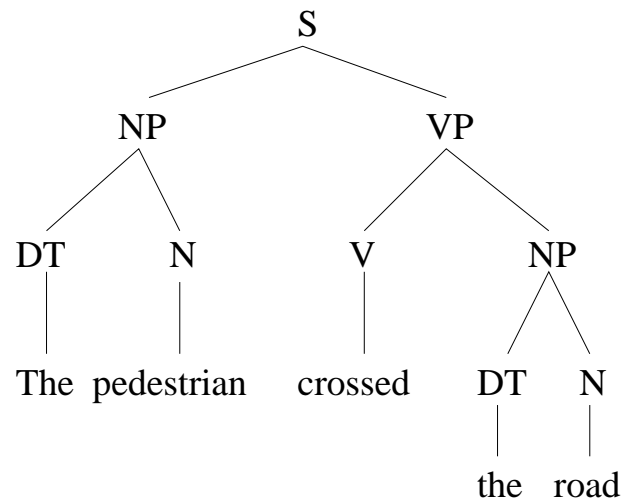 S
NP VP
DT N V NP
The pedestrian crossed DT N
the road